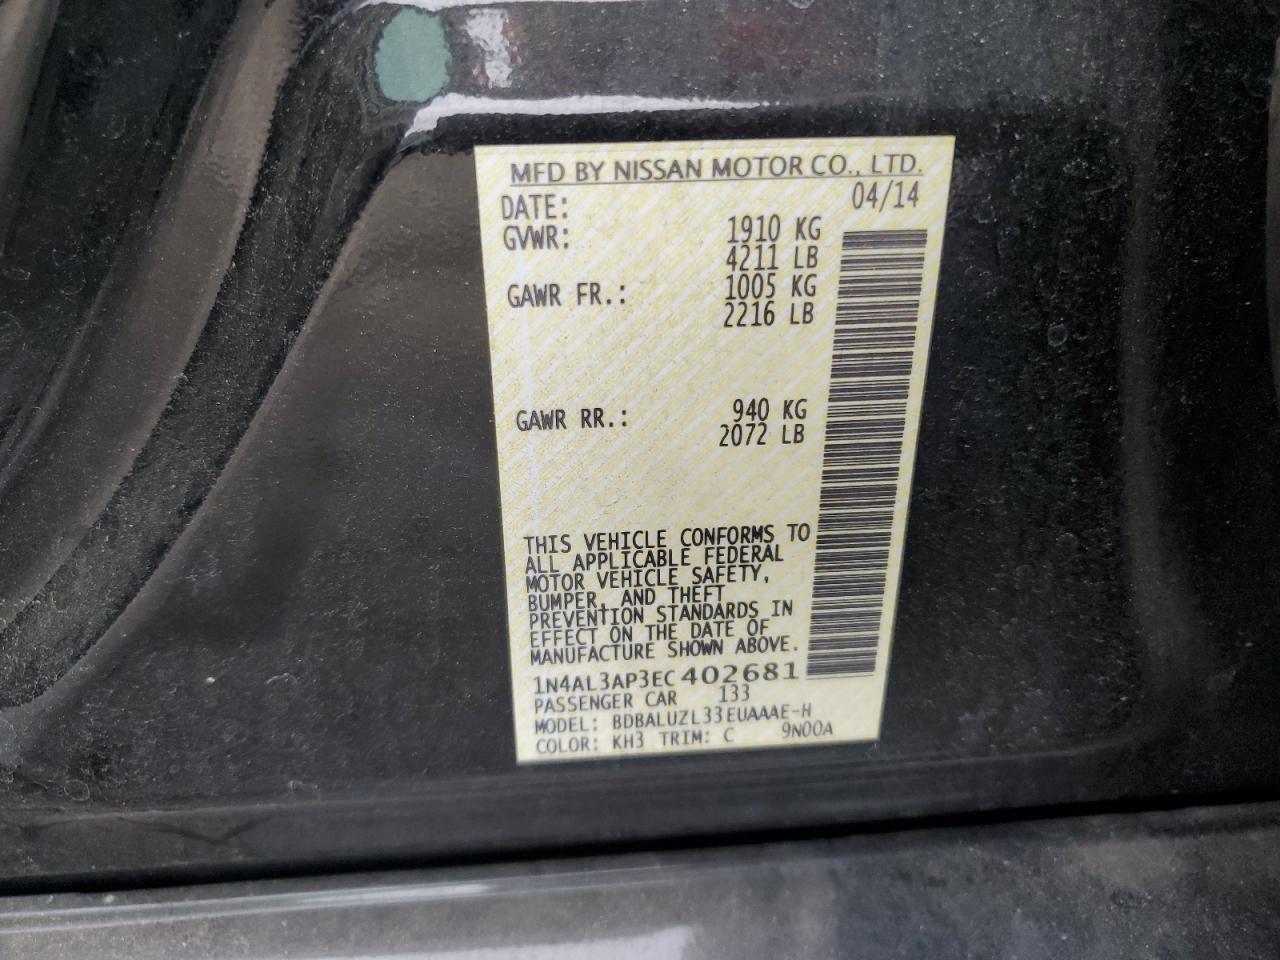 MFD BY NISSAN MOTOR CO., LTD.
DATE: 04/14
GVWR: 1910 KG
4211 LB
GAWR FR.: 1005 KG
2216 LB
GAWR RR.: 940 KG
2072 LB
THIS VEHICLE CONFORMS TO
ALL APPLICABLE FEDERAL
MOTOR VEHICLE SAFETY,
BUMPER, AND THEFT
PREVENTION STANDARDS IN
EFFECT ON THE DATE OF
MANUFACTURE SHOWN ABOVE.
1N4AL3AP3EC402681
PASSENGER CAR 133
MODEL: BDBALUZL33EUAAAE-H
COLOR: KH3 TRIM: C 9N00A